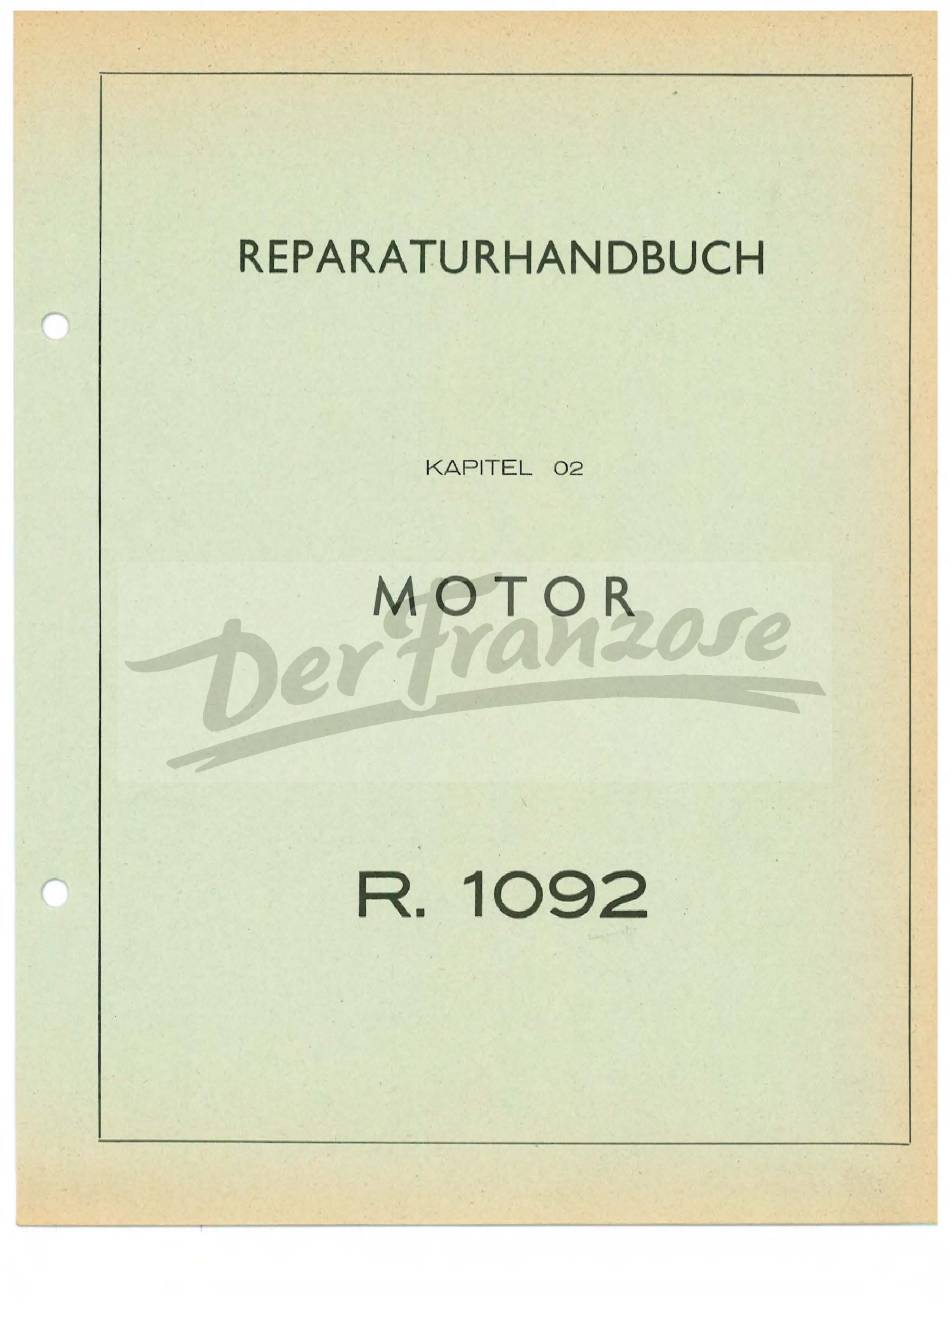 REPARATURHANDBUCH
KAPITEL 02
MOTOR
Der Franzose
R. 1092